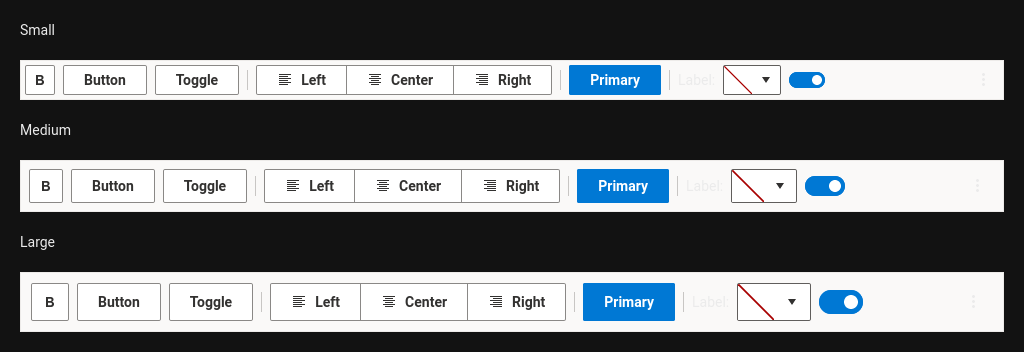 Small
B Button Toggle Left Center Right Primary Label:
Medium
B Button Toggle Left Center Right Primary Label:
Large
B Button Toggle Left Center Right Primary Label: